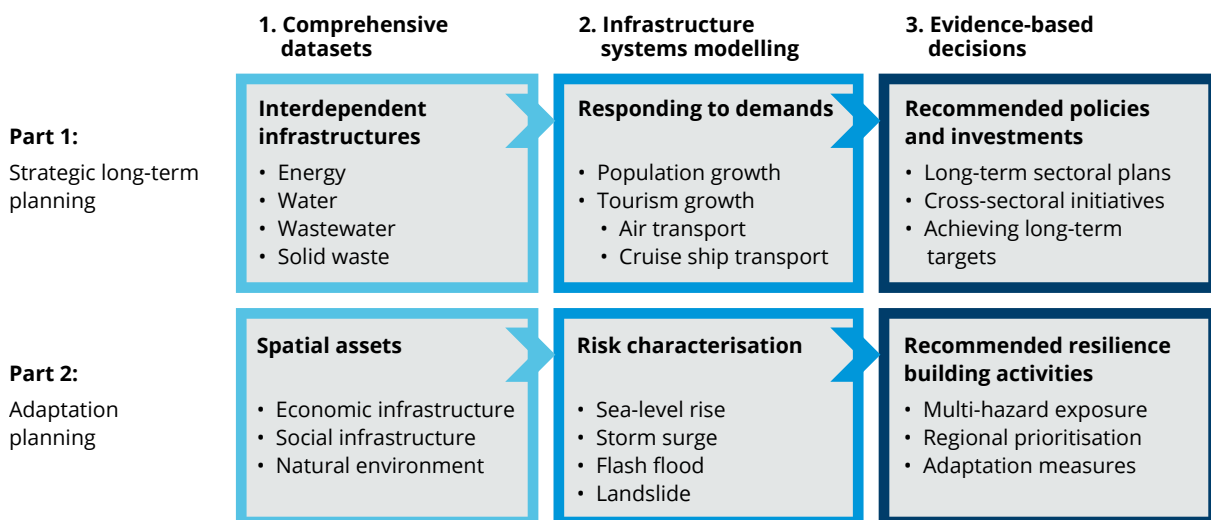 1. Comprehensive
datasets
2. Infrastructure
systems modelling
3. Evidence-based
decisions
Part 1:
Strategic long-term
planning
Interdependent
infrastructures
• Energy
• Water
• Wastewater
• Solid waste
Responding to demands
• Population growth
• Tourism growth
• Air transport
• Cruise ship transport
Recommended policies
and investments
• Long-term sectoral plans
• Cross-sectoral initiatives
• Achieving long-term
targets
Part 2:
Adaptation
planning
Spatial assets
• Economic infrastructure
• Social infrastructure
• Natural environment
Risk characterisation
• Sea-level rise
• Storm surge
• Flash flood
• Landslide
Recommended resilience
building activities
• Multi-hazard exposure
• Regional prioritisation
• Adaptation measures